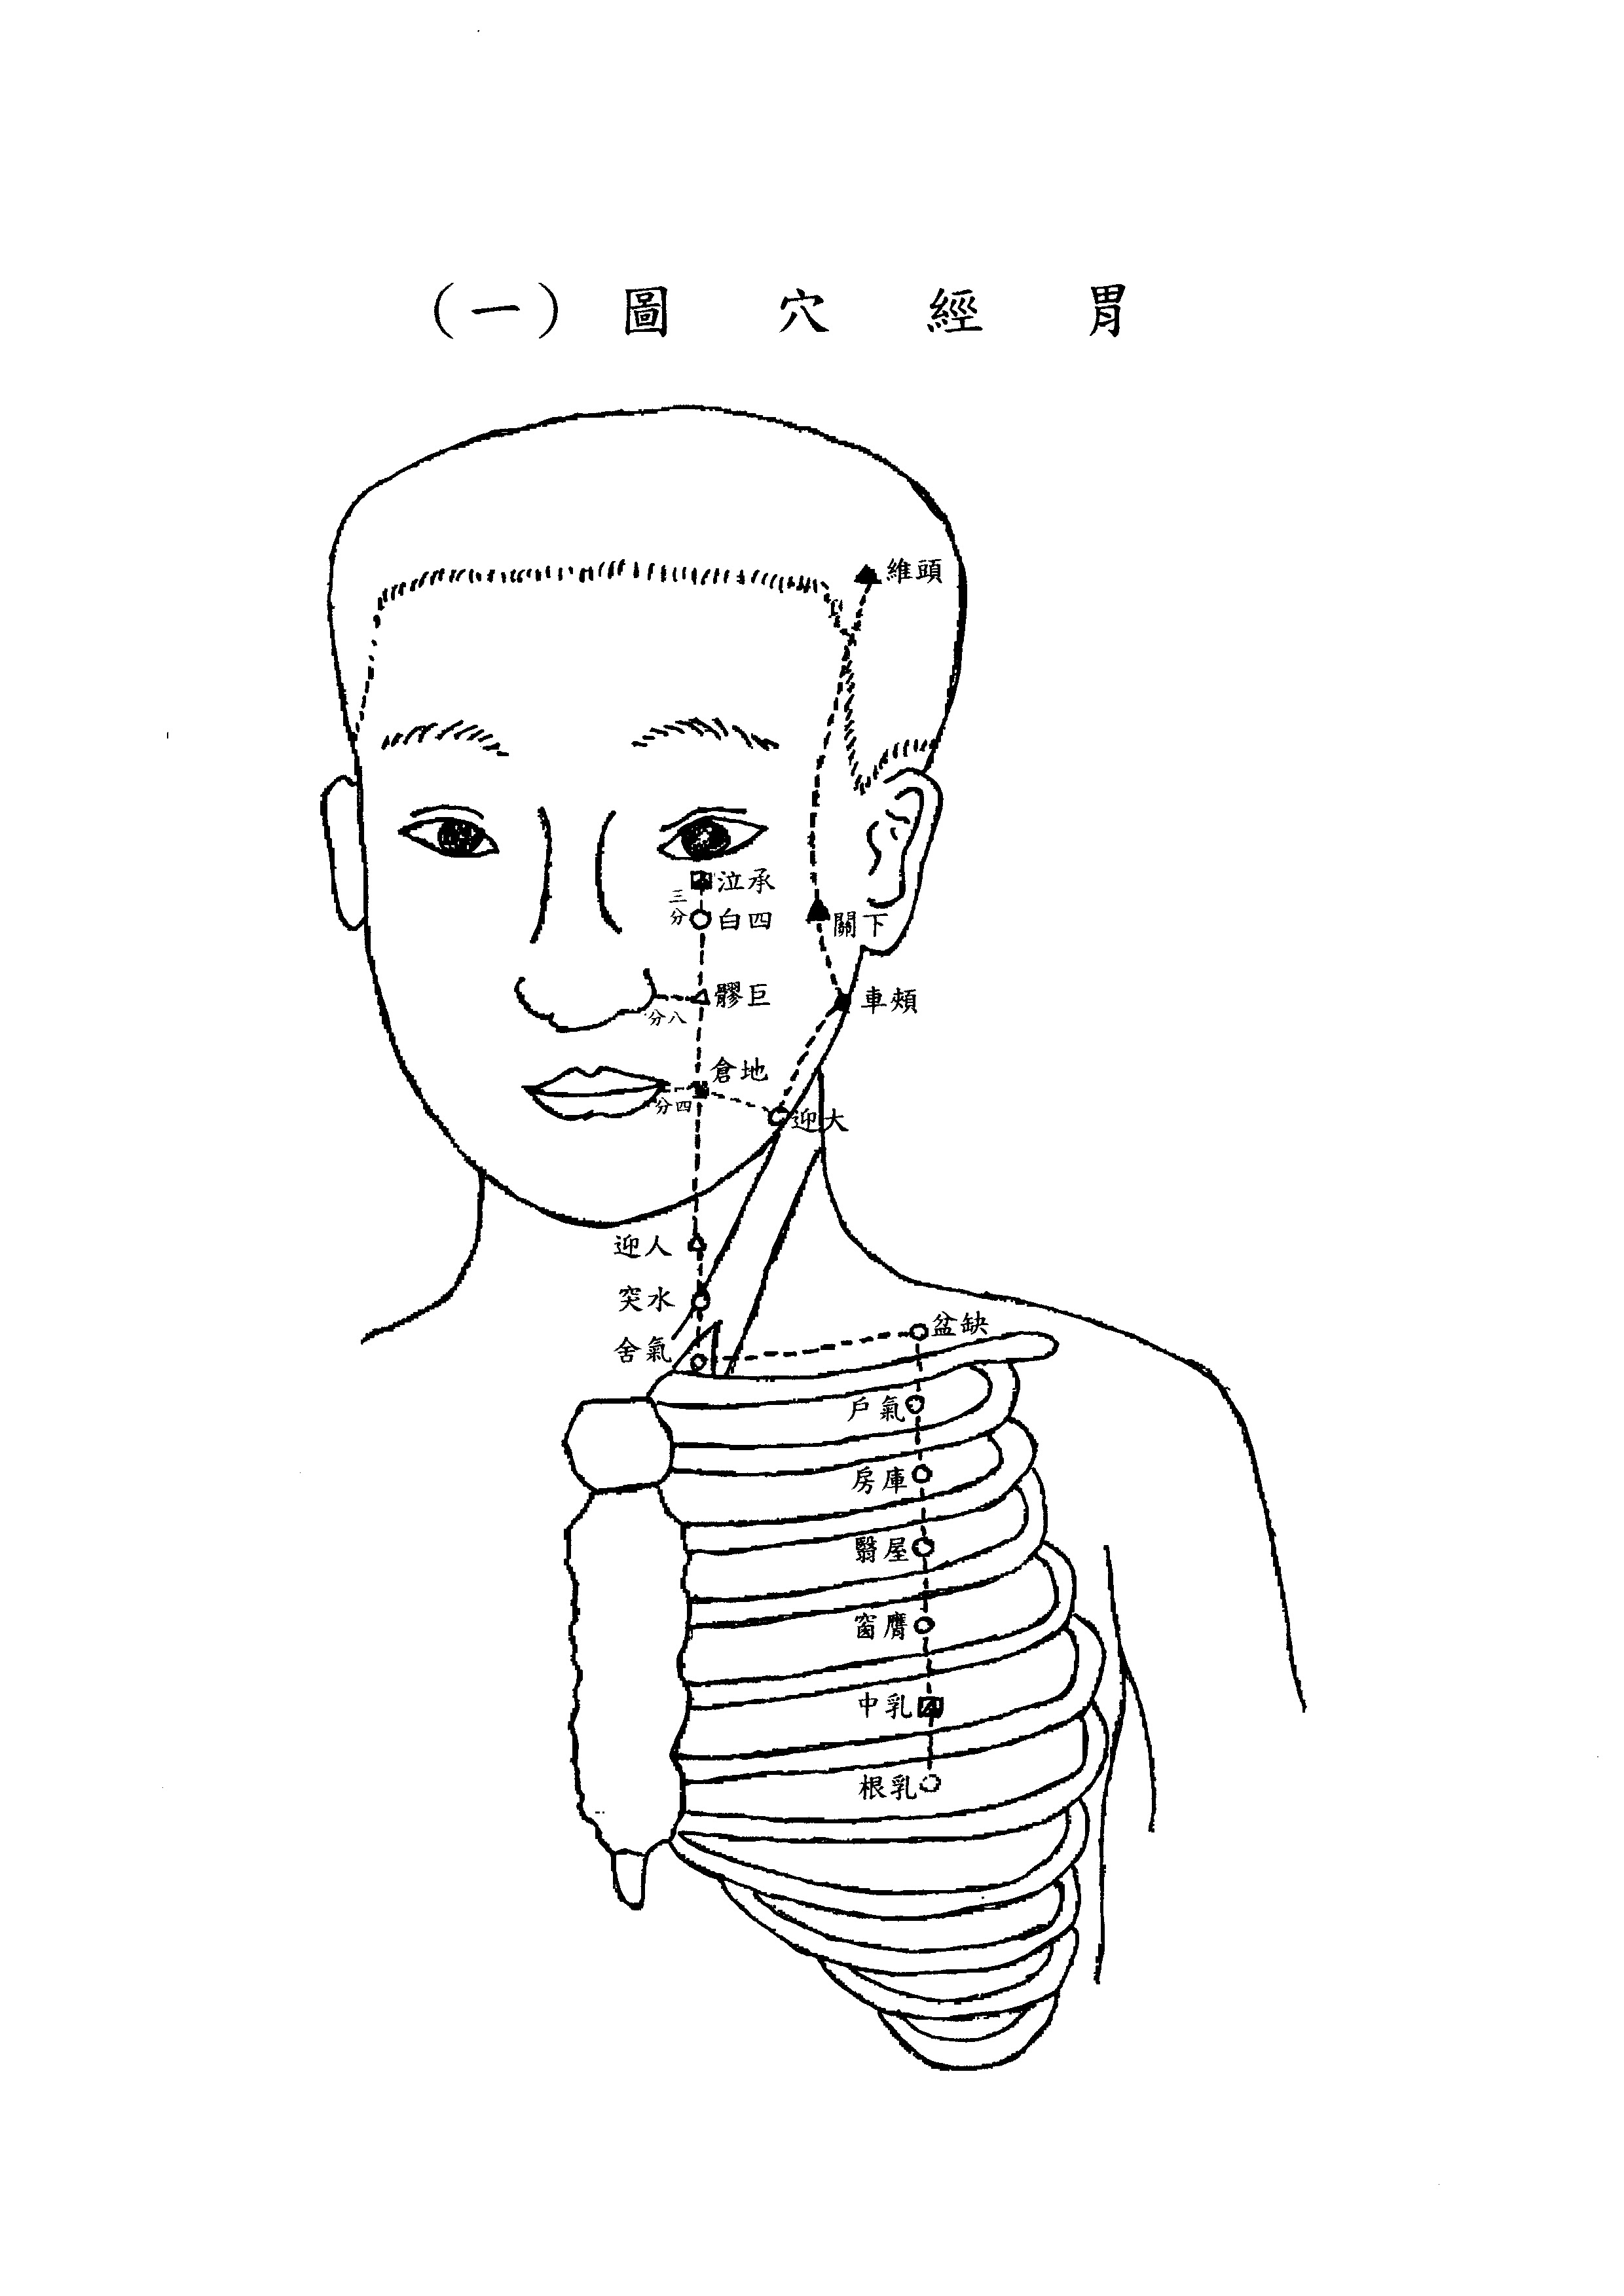 胃經穴圖（一）
頭維
承泣
三分
四白
下關
巨髎
八分
頰車
地倉
四分
大迎
人迎
水突
氣舍
缺盆
氣戶
庫房
屋翳
膺窗
乳中
乳根